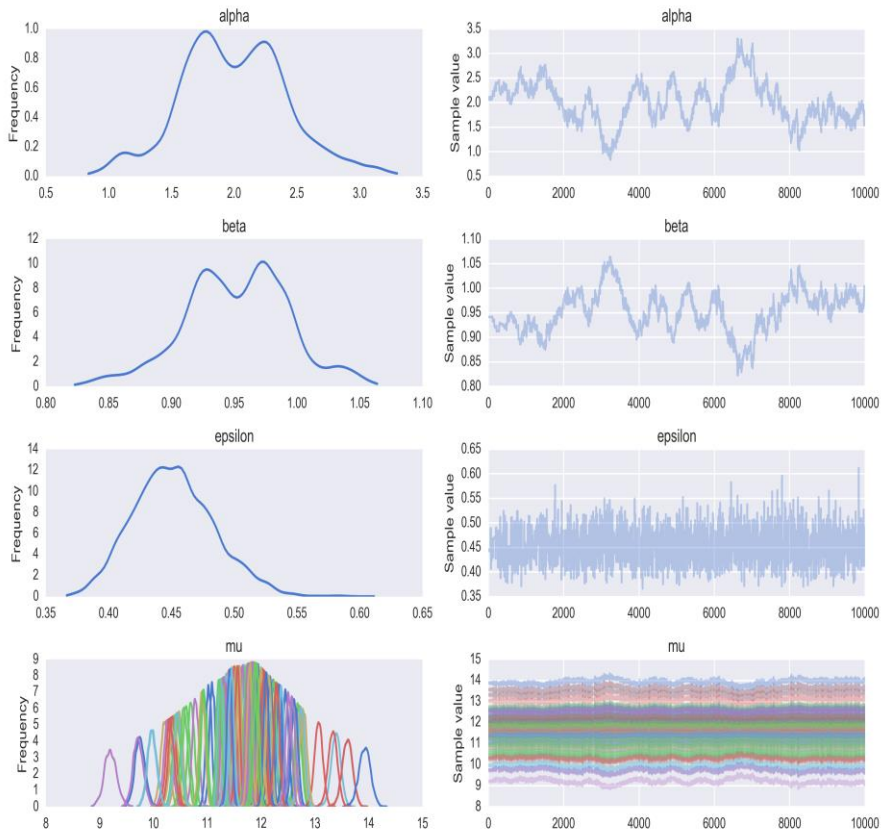 alpha
alpha
Frequency
1.0
0.8
0.6
0.4
0.2
0.0
0.5 1.0 1.5 2.0 2.5 3.0 3.5
Sample value
3.5
3.0
2.5
2.0
1.5
1.0
0.5
0 2000 4000 6000 8000 10000
beta
beta
Frequency
12
10
8
6
4
2
0
0.80 0.85 0.90 0.95 1.00 1.05 1.10
Sample value
1.10
1.05
1.00
0.95
0.90
0.85
0.80
0 2000 4000 6000 8000 10000
epsilon
epsilon
Frequency
14
12
10
8
6
4
2
0
0.35 0.40 0.45 0.50 0.55 0.60 0.65
Sample value
0.65
0.60
0.55
0.50
0.45
0.40
0.35
0 2000 4000 6000 8000 10000
mu
mu
Frequency
9
8
7
6
5
4
3
2
1
0
8 9 10 11 12 13 14 15
Sample value
15
14
13
12
11
10
9
8
0 2000 4000 6000 8000 10000